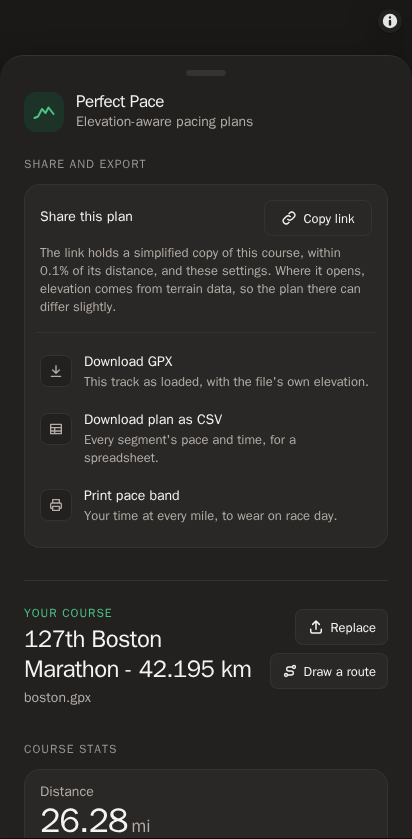 Perfect Pace
Elevation-aware pacing plans
SHARE AND EXPORT
Share this plan
Copy link
The link holds a simplified copy of this course, within
0.1% of its distance, and these settings. Where it opens,
elevation comes from terrain data, so the plan there can
differ slightly.
Download GPX
This track as loaded, with the file's own elevation.
Download plan as CSV
Every segment's pace and time, for a
spreadsheet.
Print pace band
Your time at every mile, to wear on race day.
YOUR COURSE
127th Boston
Marathon - 42.195 km
boston.gpx
Replace
Draw a route
COURSE STATS
Distance
26.28 mi